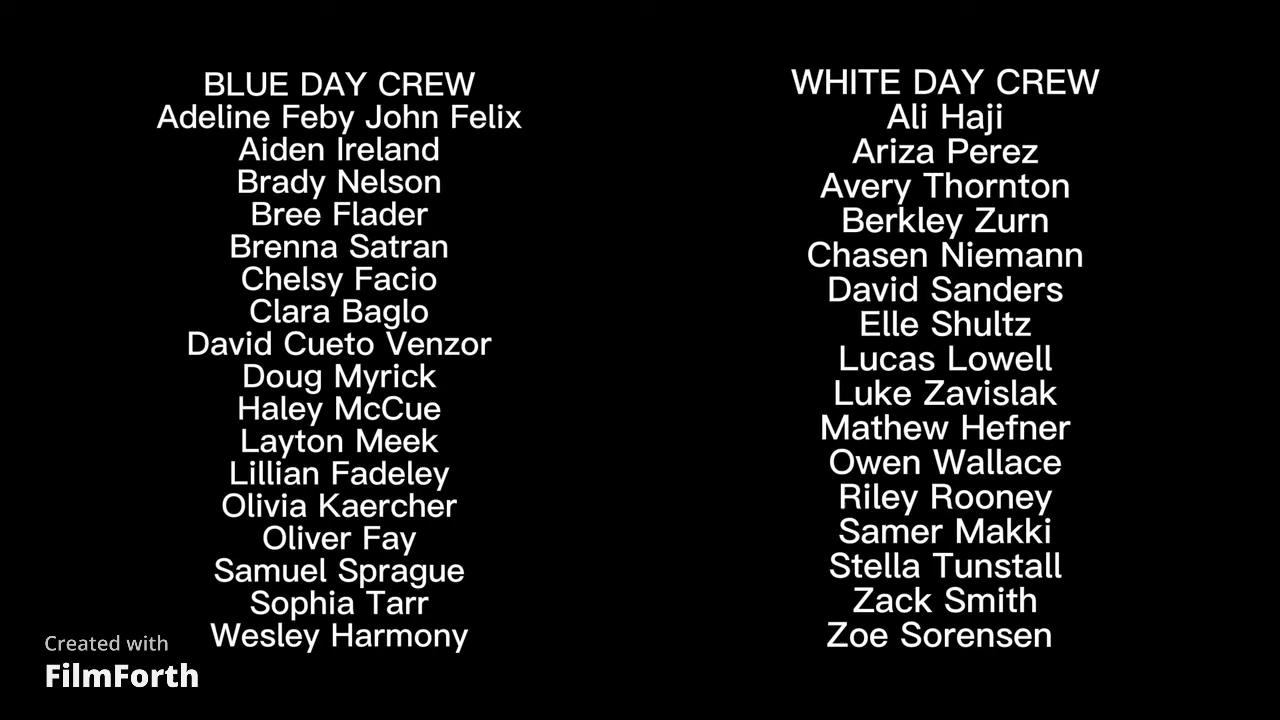 BLUE DAY CREW
Adeline Feby John Felix
Aiden Ireland
Brady Nelson
Bree Flader
Brenna Satran
Chelsy Facio
Clara Baglo
David Cueto Venzor
Doug Myrick
Haley McCue
Layton Meek
Lillian Fadeley
Olivia Kaercher
Oliver Fay
Samuel Sprague
Sophia Tarr
Wesley Harmony
WHITE DAY CREW
Ali Haji
Ariza Perez
Avery Thornton
Berkley Zurn
Chasen Niemann
David Sanders
Elle Shultz
Lucas Lowell
Luke Zavislak
Mathew Hefner
Owen Wallace
Riley Rooney
Samer Makki
Stella Tunstall
Zack Smith
Zoe Sorensen
Created with
FilmForth